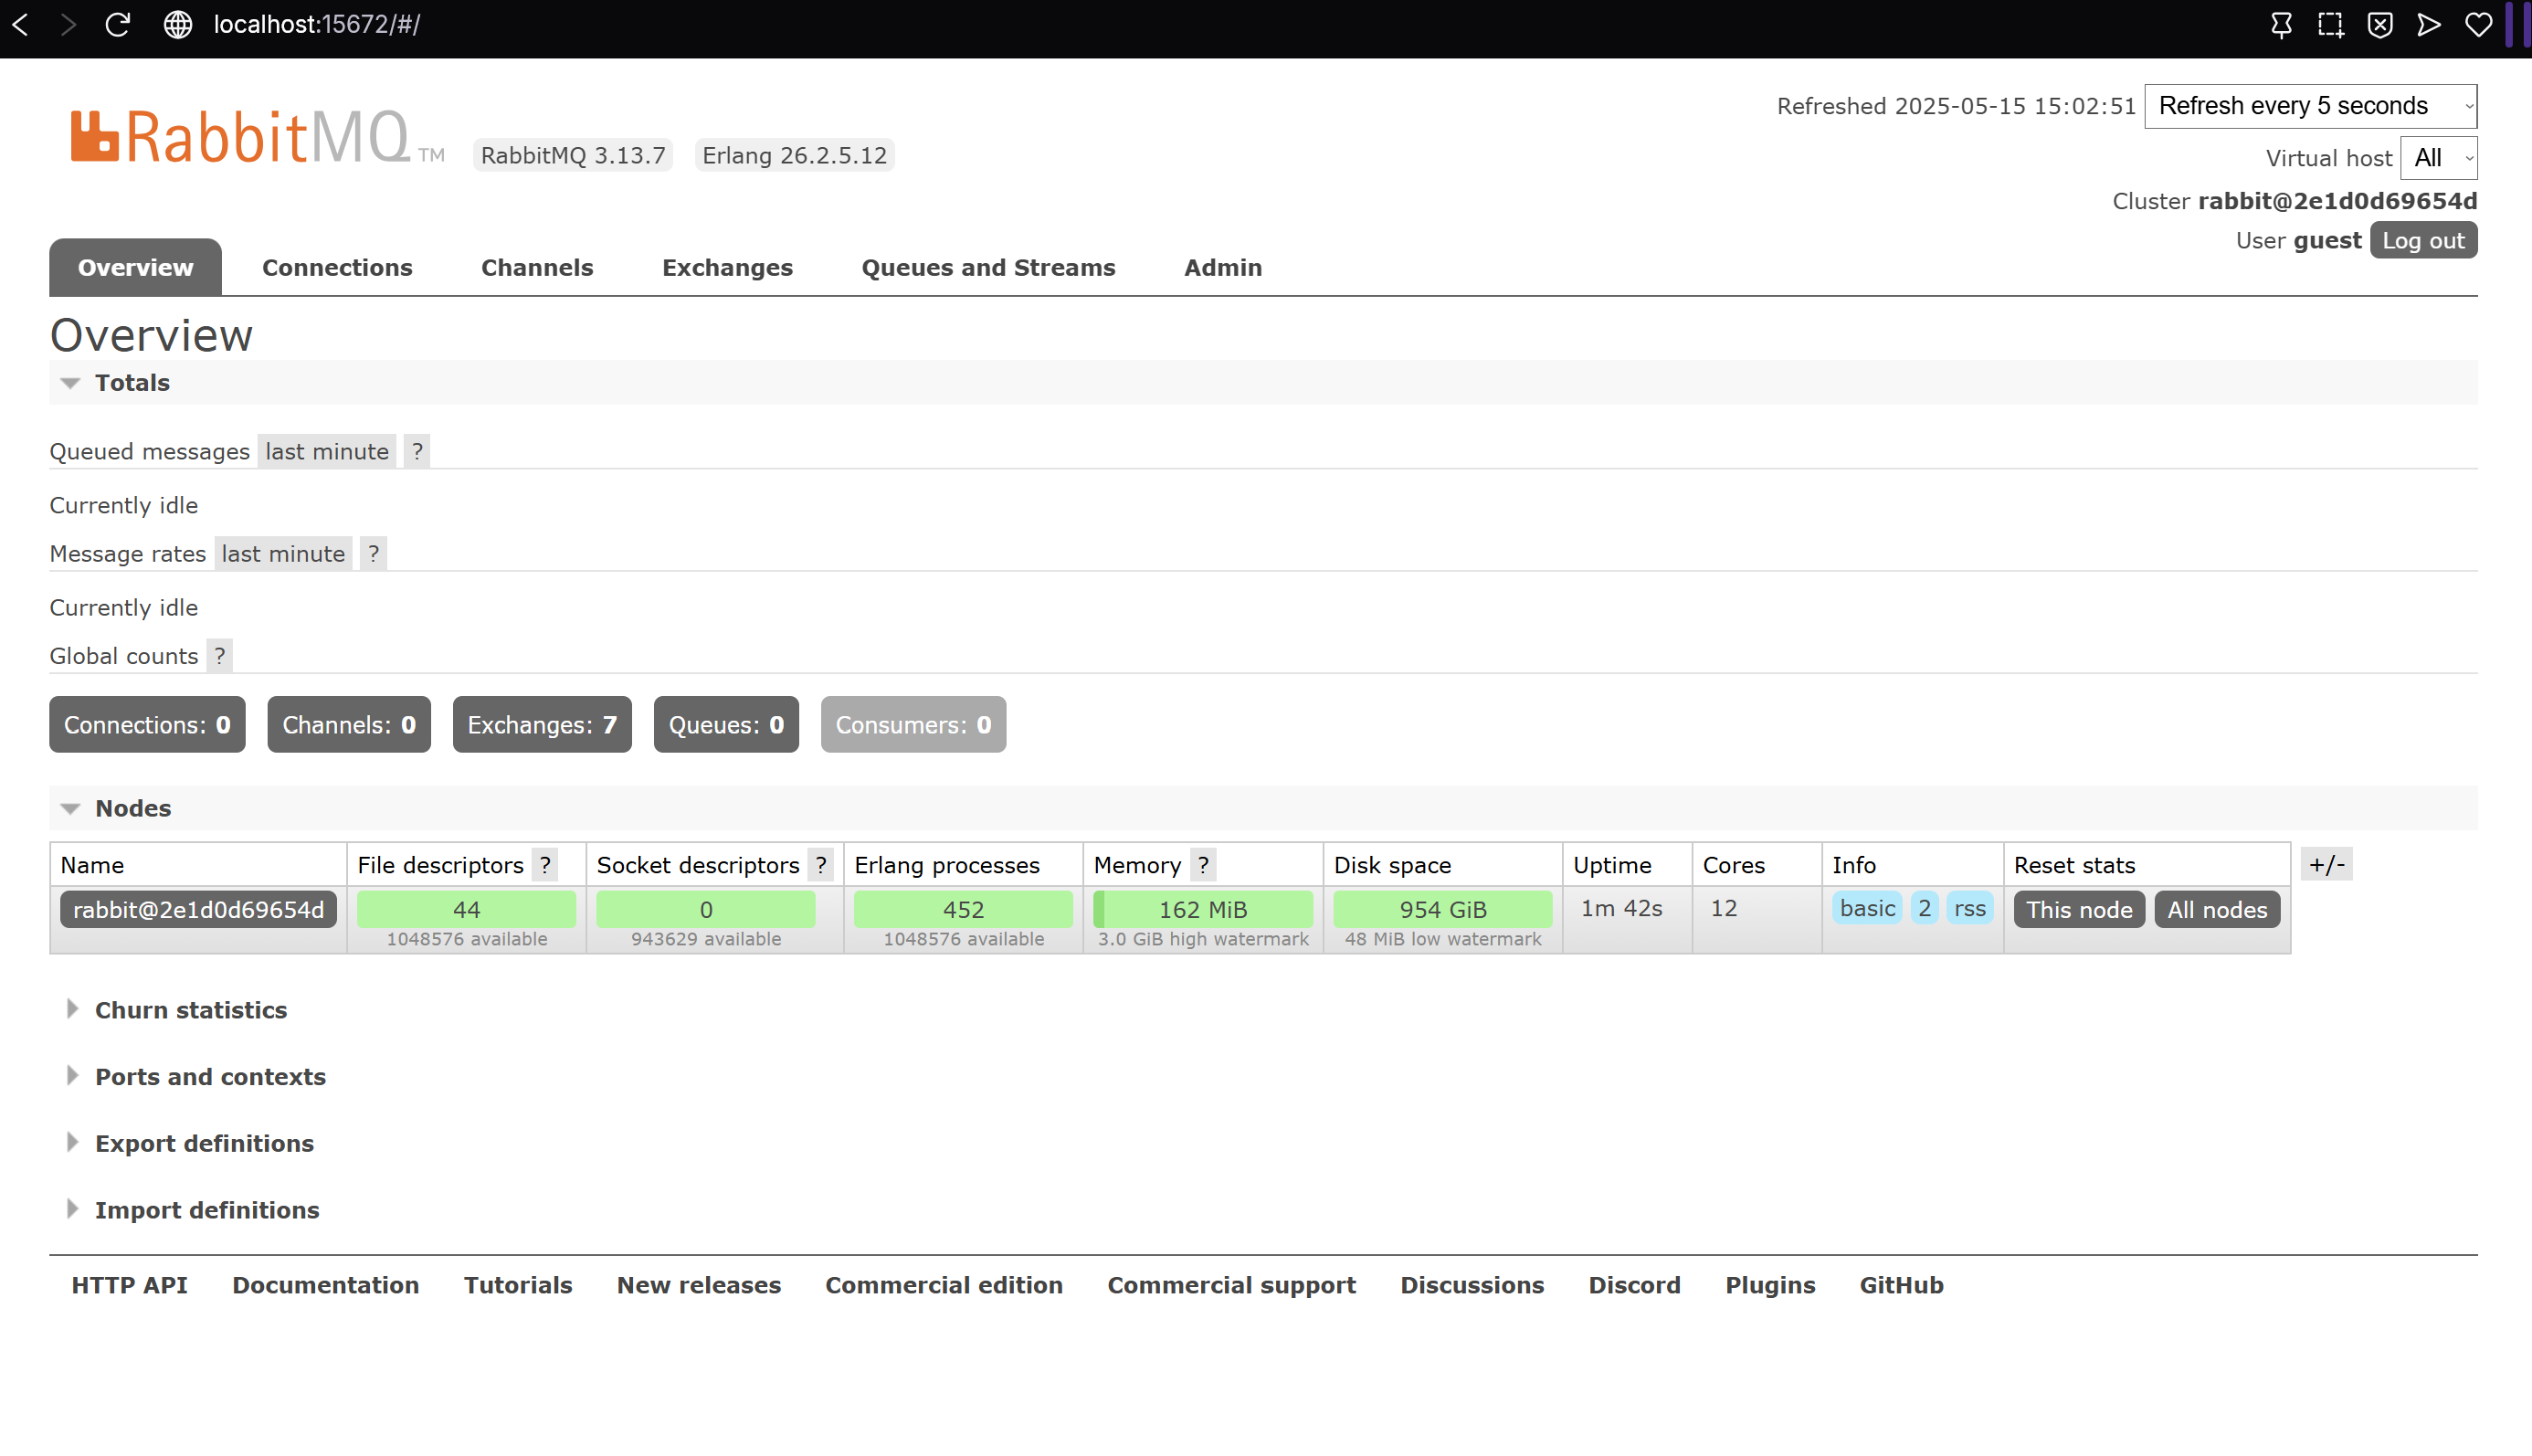 localhost:15672/#/
Refreshed 2025-05-15 15:02:51 Refresh every 5 seconds
RabbitMQ TM RabbitMQ 3.13.7 Erlang 26.2.5.12
Virtual host All
Cluster rabbit@2e1d0d69654d
User guest Log out
Overview Connections Channels Exchanges Queues and Streams Admin
Overview
Totals
Queued messages last minute ?
Currently idle
Message rates last minute ?
Currently idle
Global counts ?
Connections: 0 Channels: 0 Exchanges: 7 Queues: 0 Consumers: 0
Nodes
Name File descriptors ? Socket descriptors ? Erlang processes Memory ? Disk space Uptime Cores Info Reset stats +/-
rabbit@2e1d0d69654d 44 0 452 162 MiB 954 GiB 1m 42s 12 basic 2 rss This node All nodes
1048576 available 943629 available 1048576 available 3.0 GiB high watermark 48 MiB low watermark
Churn statistics
Ports and contexts
Export definitions
Import definitions
HTTP API Documentation Tutorials New releases Commercial edition Commercial support Discussions Discord Plugins GitHub